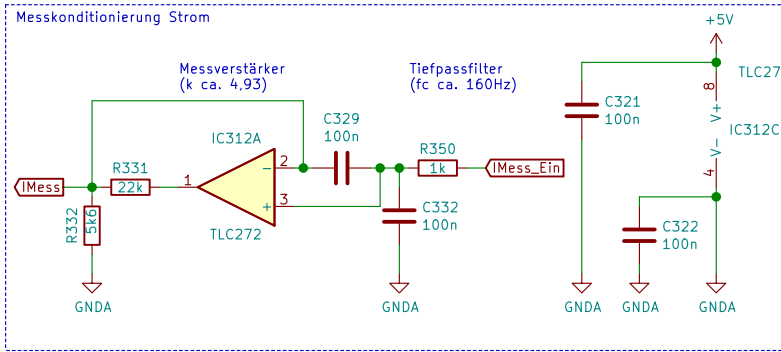 Messkonditionierung Strom
+5V
Messverstärker
(k ca. 4,93)
Tiefpassfilter
(fc ca. 160Hz)
TLC27
8
V+
C321
100n
IC312C
V-
4
IC312A
C329
100n
R350
1k
IMess_Ein
2
-
3
+
1
TLC272
R331
22k
IMess
R332
5k6
C332
100n
C322
100n
GNDA
GNDA
GNDA
GNDA
GNDA